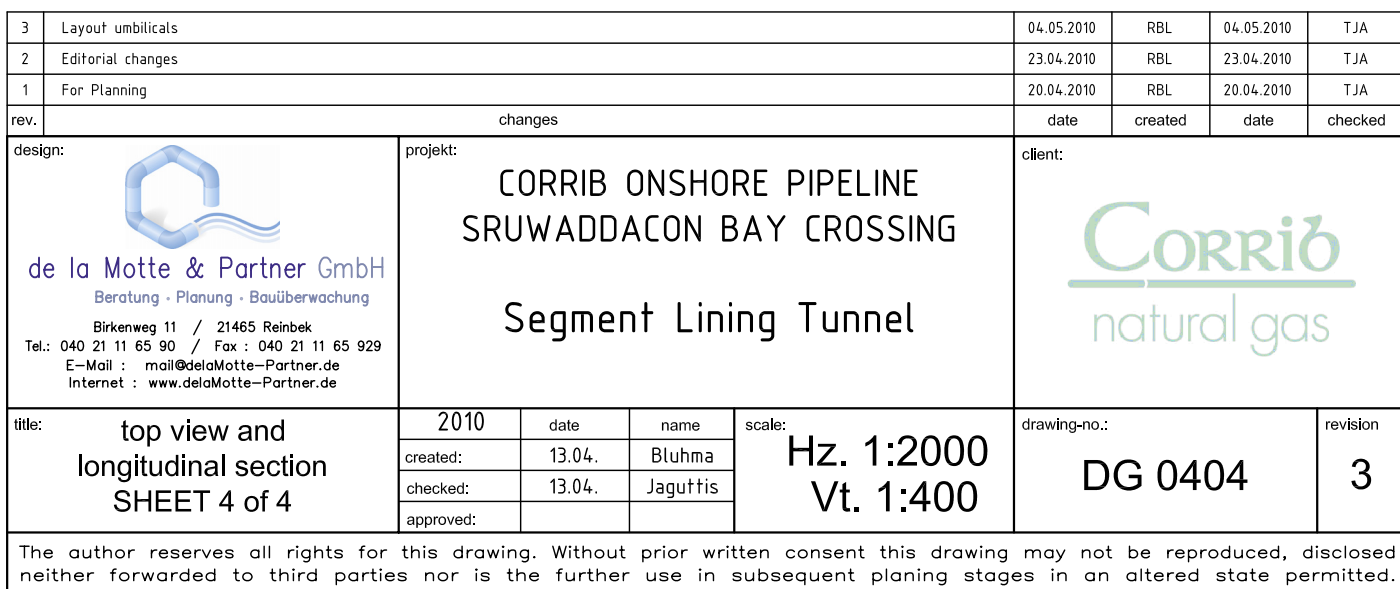 3 Layout umbilicals 04.05.2010 RBL 04.05.2010 TJA
2 Editorial changes 23.04.2010 RBL 23.04.2010 TJA
1 For Planning 20.04.2010 RBL 20.04.2010 TJA
rev. changes date created date checked
design:
de la Motte & Partner GmbH
Beratung · Planung · Bauüberwachung
Birkenweg 11 / 21465 Reinbek
Tel.: 040 21 11 65 90 / Fax : 040 21 11 65 929
E-Mail : mail@delaMotte-Partner.de
Internet : www.delaMotte-Partner.de
projekt:
CORRIB ONSHORE PIPELINE
SRUWADDACON BAY CROSSING
Segment Lining Tunnel
client:
CORRIB
natural gas
title:
top view and
longitudinal section
SHEET 4 of 4
2010 date name
created: 13.04. Bluhma
checked: 13.04. Jaguttis
approved:
scale:
Hz. 1:2000
Vt. 1:400
drawing-no.:
DG 0404
revision
3
The author reserves all rights for this drawing. Without prior written consent this drawing may not be reproduced, disclosed
neither forwarded to third parties nor is the further use in subsequent planing stages in an altered state permitted.